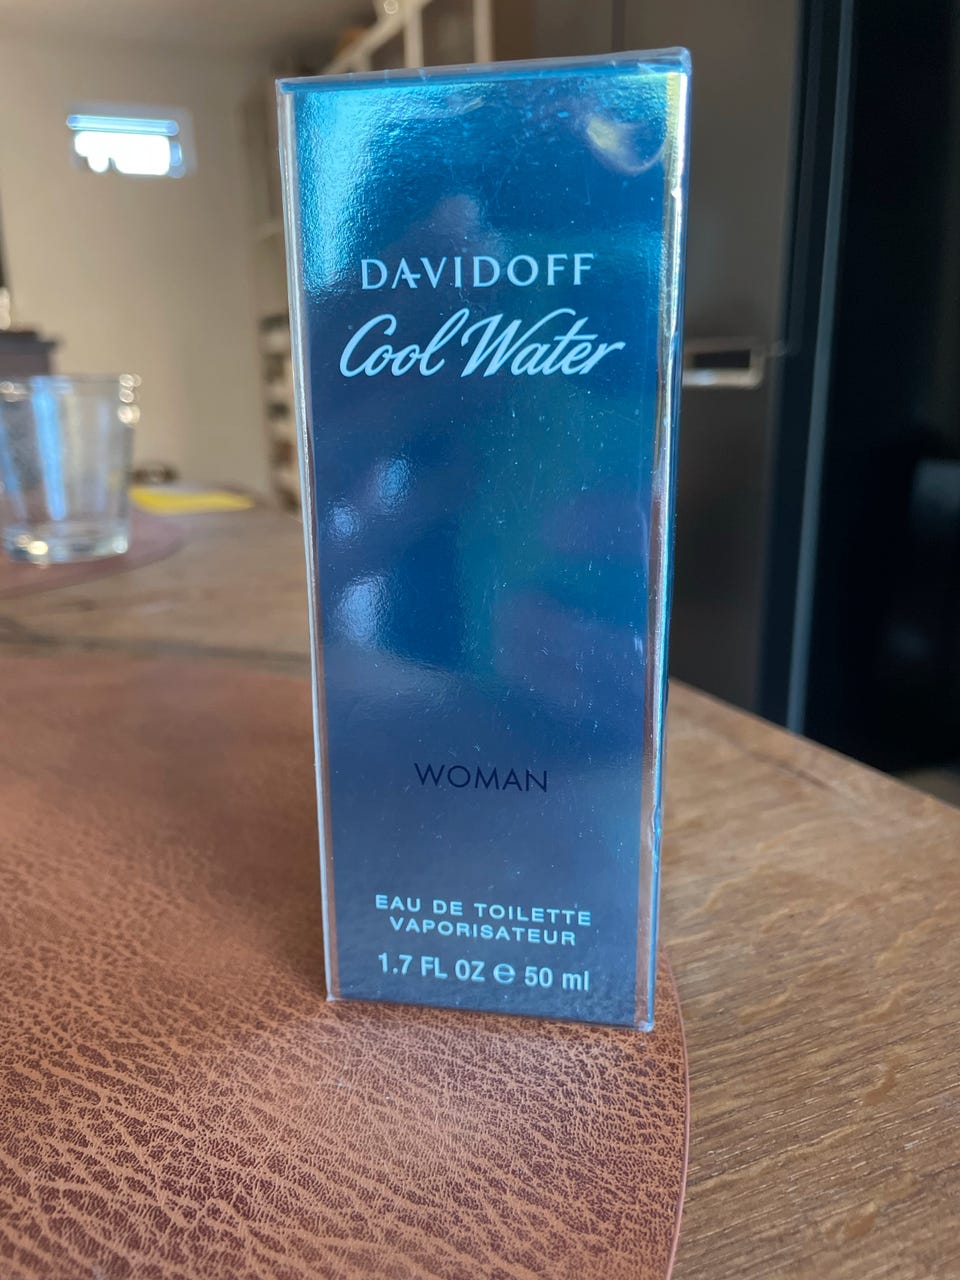 DAVIDOFF
Cool Water
WOMAN
EAU DE TOILETTE
VAPORISATEUR
1.7 FL OZ ℮ 50 ml